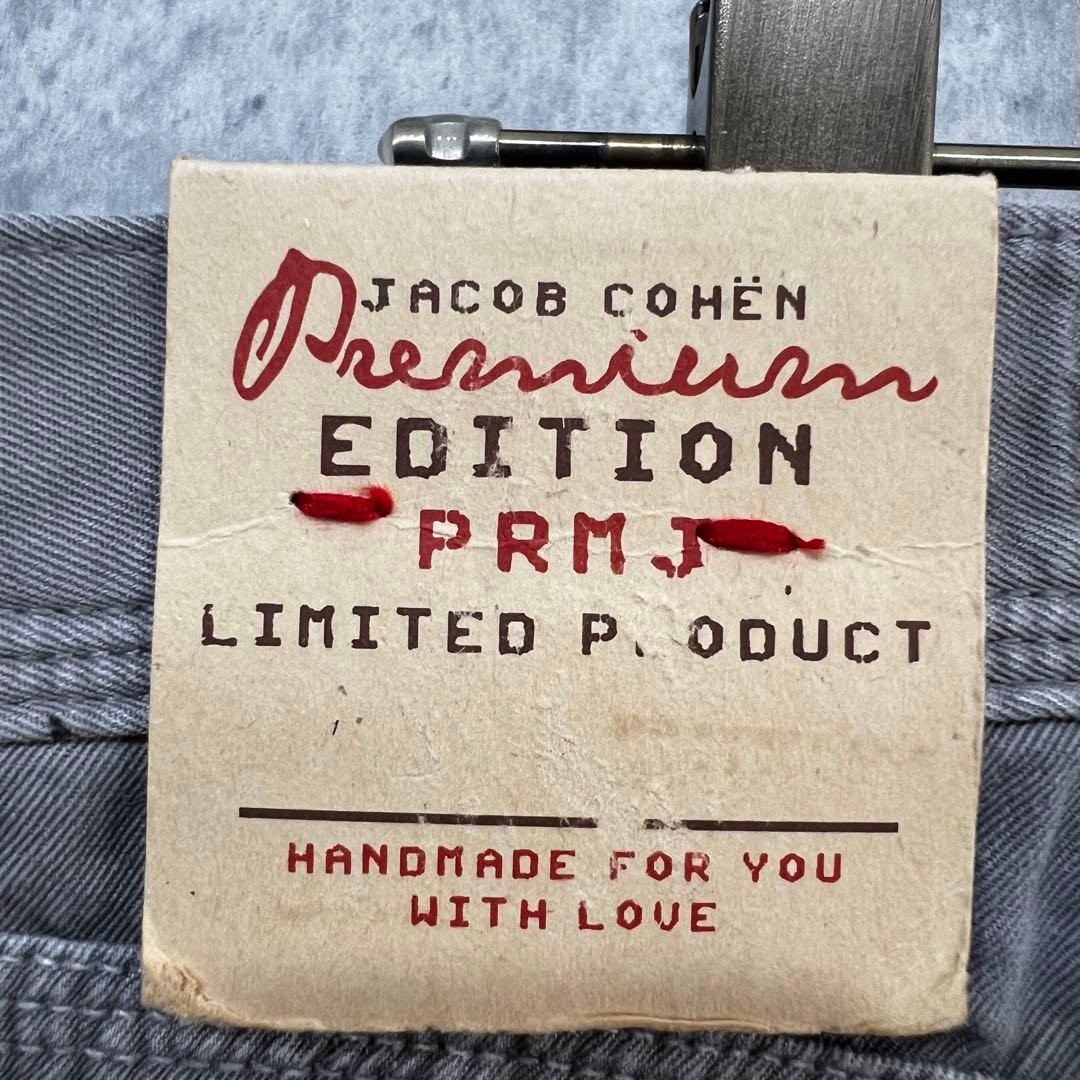 JACOB COHËN
Premium
EDITION
PRMJ
LIMITED PRODUCT
HANDMADE FOR YOU
WITH LOVE